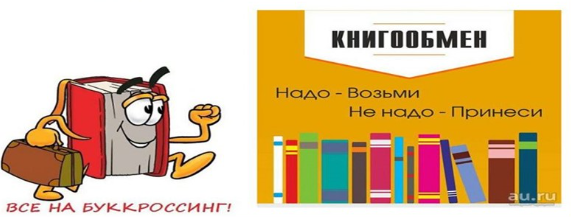 ВСЕ НА БУККРОССИНГ!
КНИГООБМЕН
Надо - Возьми
Не надо - Принеси
au.ru